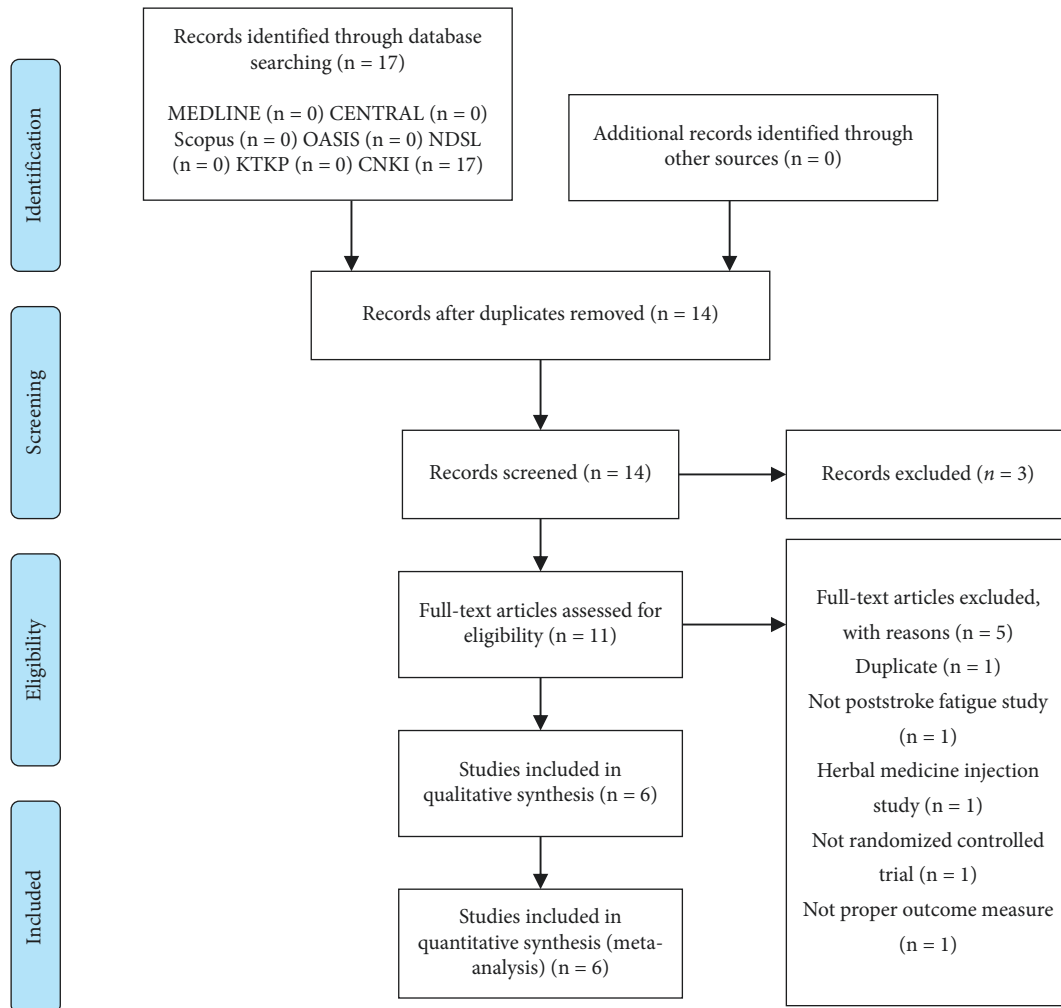 Identification
Records identified through database
searching (n = 17)
MEDLINE (n = 0) CENTRAL (n = 0)
Scopus (n = 0) OASIS (n = 0) NDSL
(n = 0) KTKP (n = 0) CNKI (n = 17)
Additional records identified through
other sources (n = 0)
Records after duplicates removed (n = 14)
Screening
Records screened (n = 14)
Records excluded (n = 3)
Eligibility
Full-text articles assessed for
eligibility (n = 11)
Full-text articles excluded,
with reasons (n = 5)
Duplicate (n = 1)
Not poststroke fatigue study
(n = 1)
Herbal medicine injection
study (n = 1)
Not randomized controlled
trial (n = 1)
Not proper outcome measure
(n = 1)
Studies included in
qualitative synthesis (n = 6)
Included
Studies included in
quantitative synthesis (meta-
analysis) (n = 6)